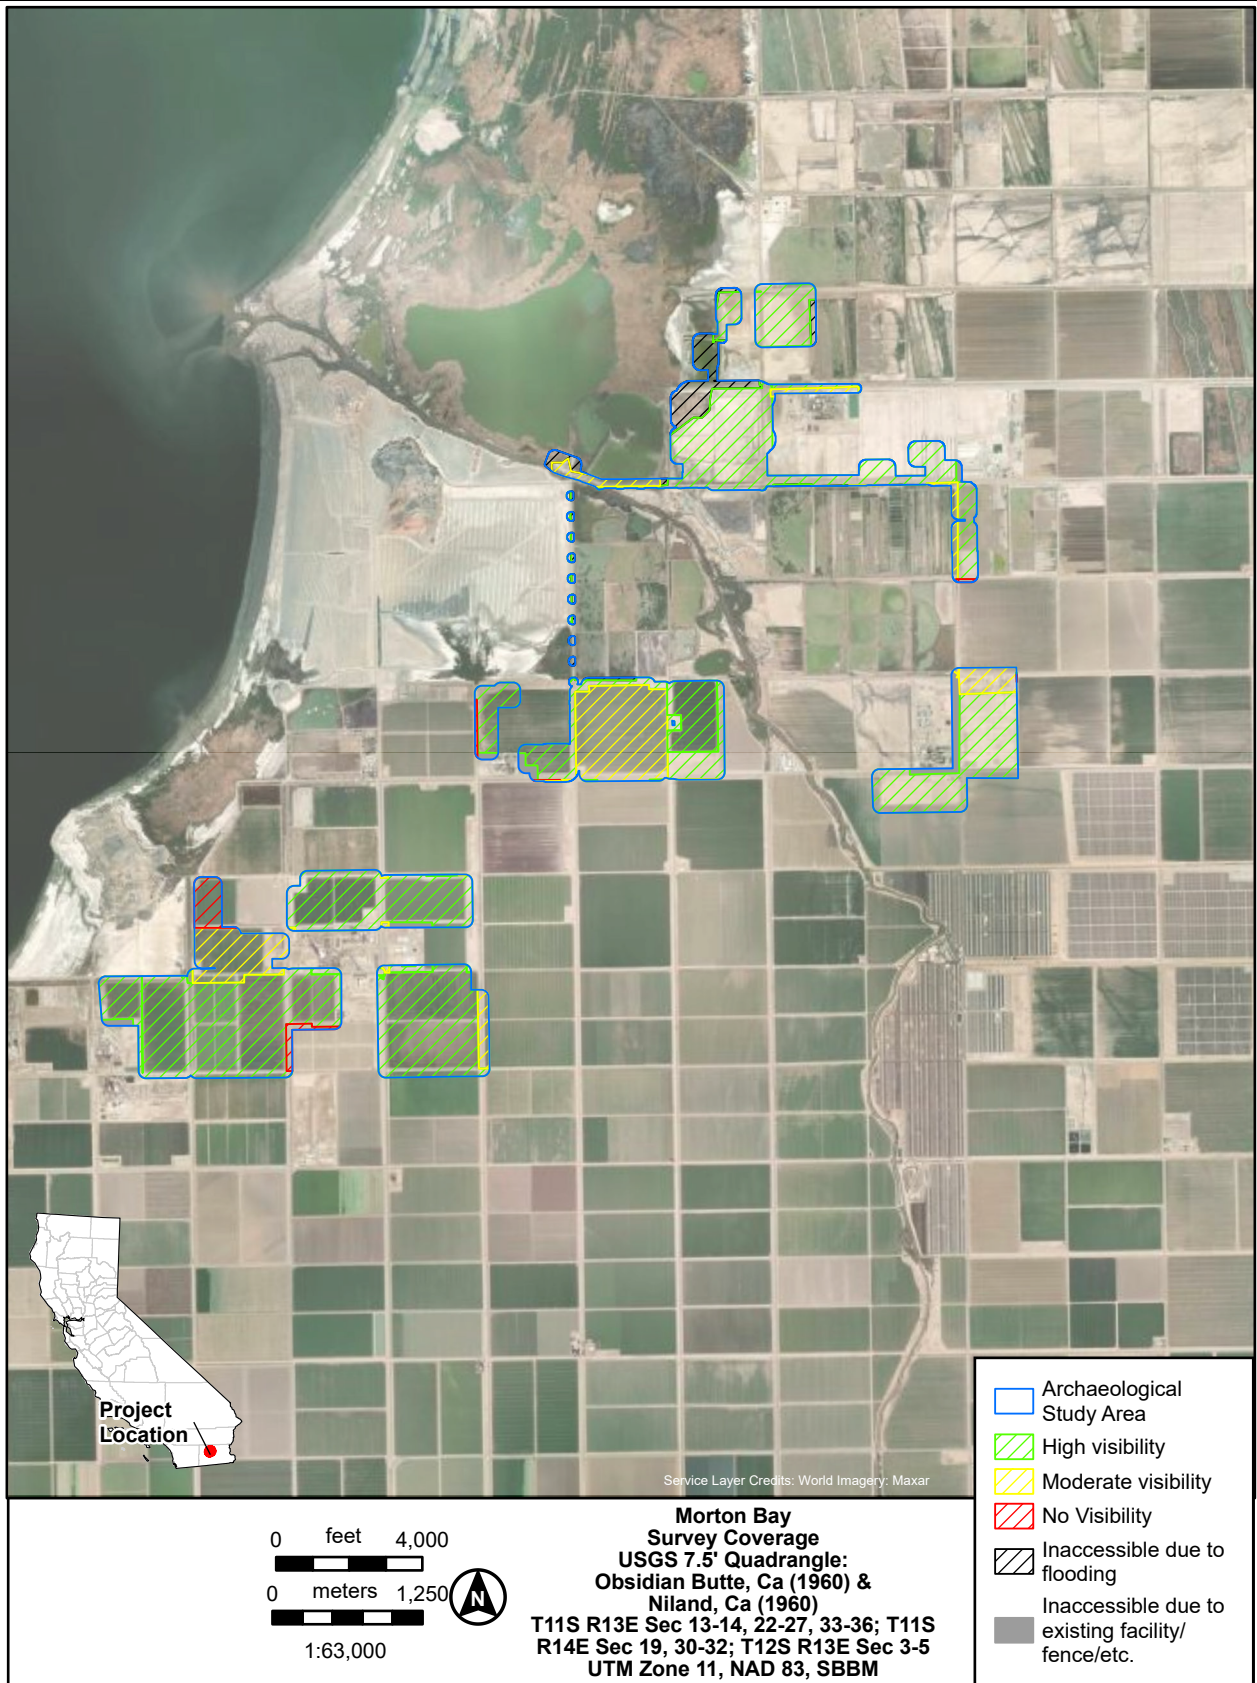 Project
Location
Service Layer Credits: World Imagery: Maxar
Archaeological
Study Area
High visibility
Moderate visibility
No Visibility
Inaccessible due to
flooding
Inaccessible due to
existing facility/
fence/etc.
0 feet 4,000
0 meters 1,250
1:63,000
N
Morton Bay
Survey Coverage
USGS 7.5' Quadrangle:
Obsidian Butte, Ca (1960) &
Niland, Ca (1960)
T11S R13E Sec 13-14, 22-27, 33-36; T11S
R14E Sec 19, 30-32; T12S R13E Sec 3-5
UTM Zone 11, NAD 83, SBBM